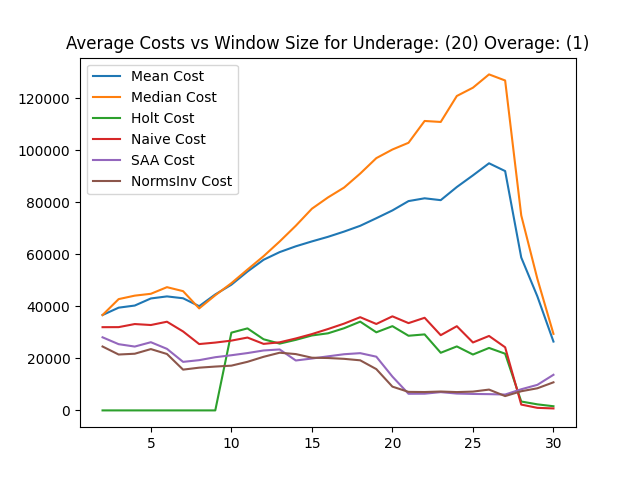 Average Costs vs Window Size for Underage: (20) Overage: (1)
Mean Cost
Median Cost
Holt Cost
Naive Cost
SAA Cost
NormsInv Cost
120000
100000
80000
60000
40000
20000
0
5 10 15 20 25 30